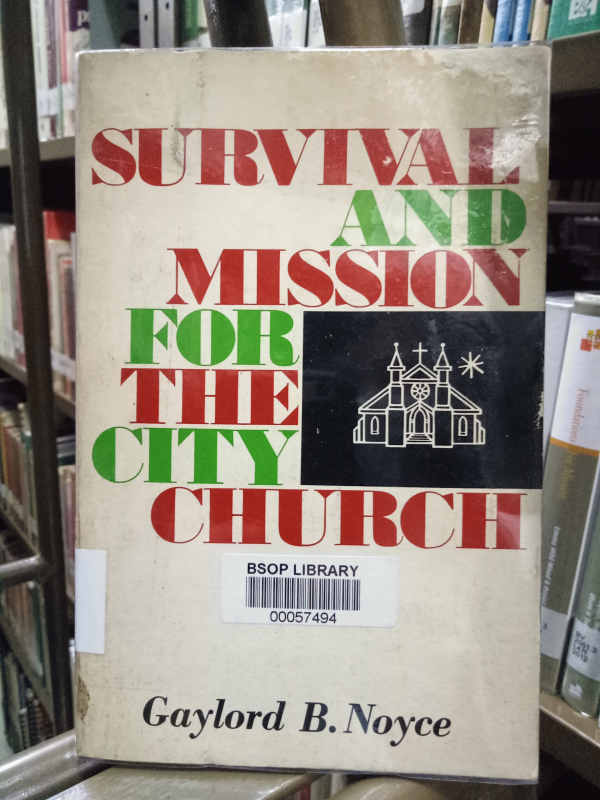 SURVIVAL
AND
MISSION
FOR
THE
CITY
CHURCH
BSOP LIBRARY
00057494
Gaylord B. Noyce
Foundations